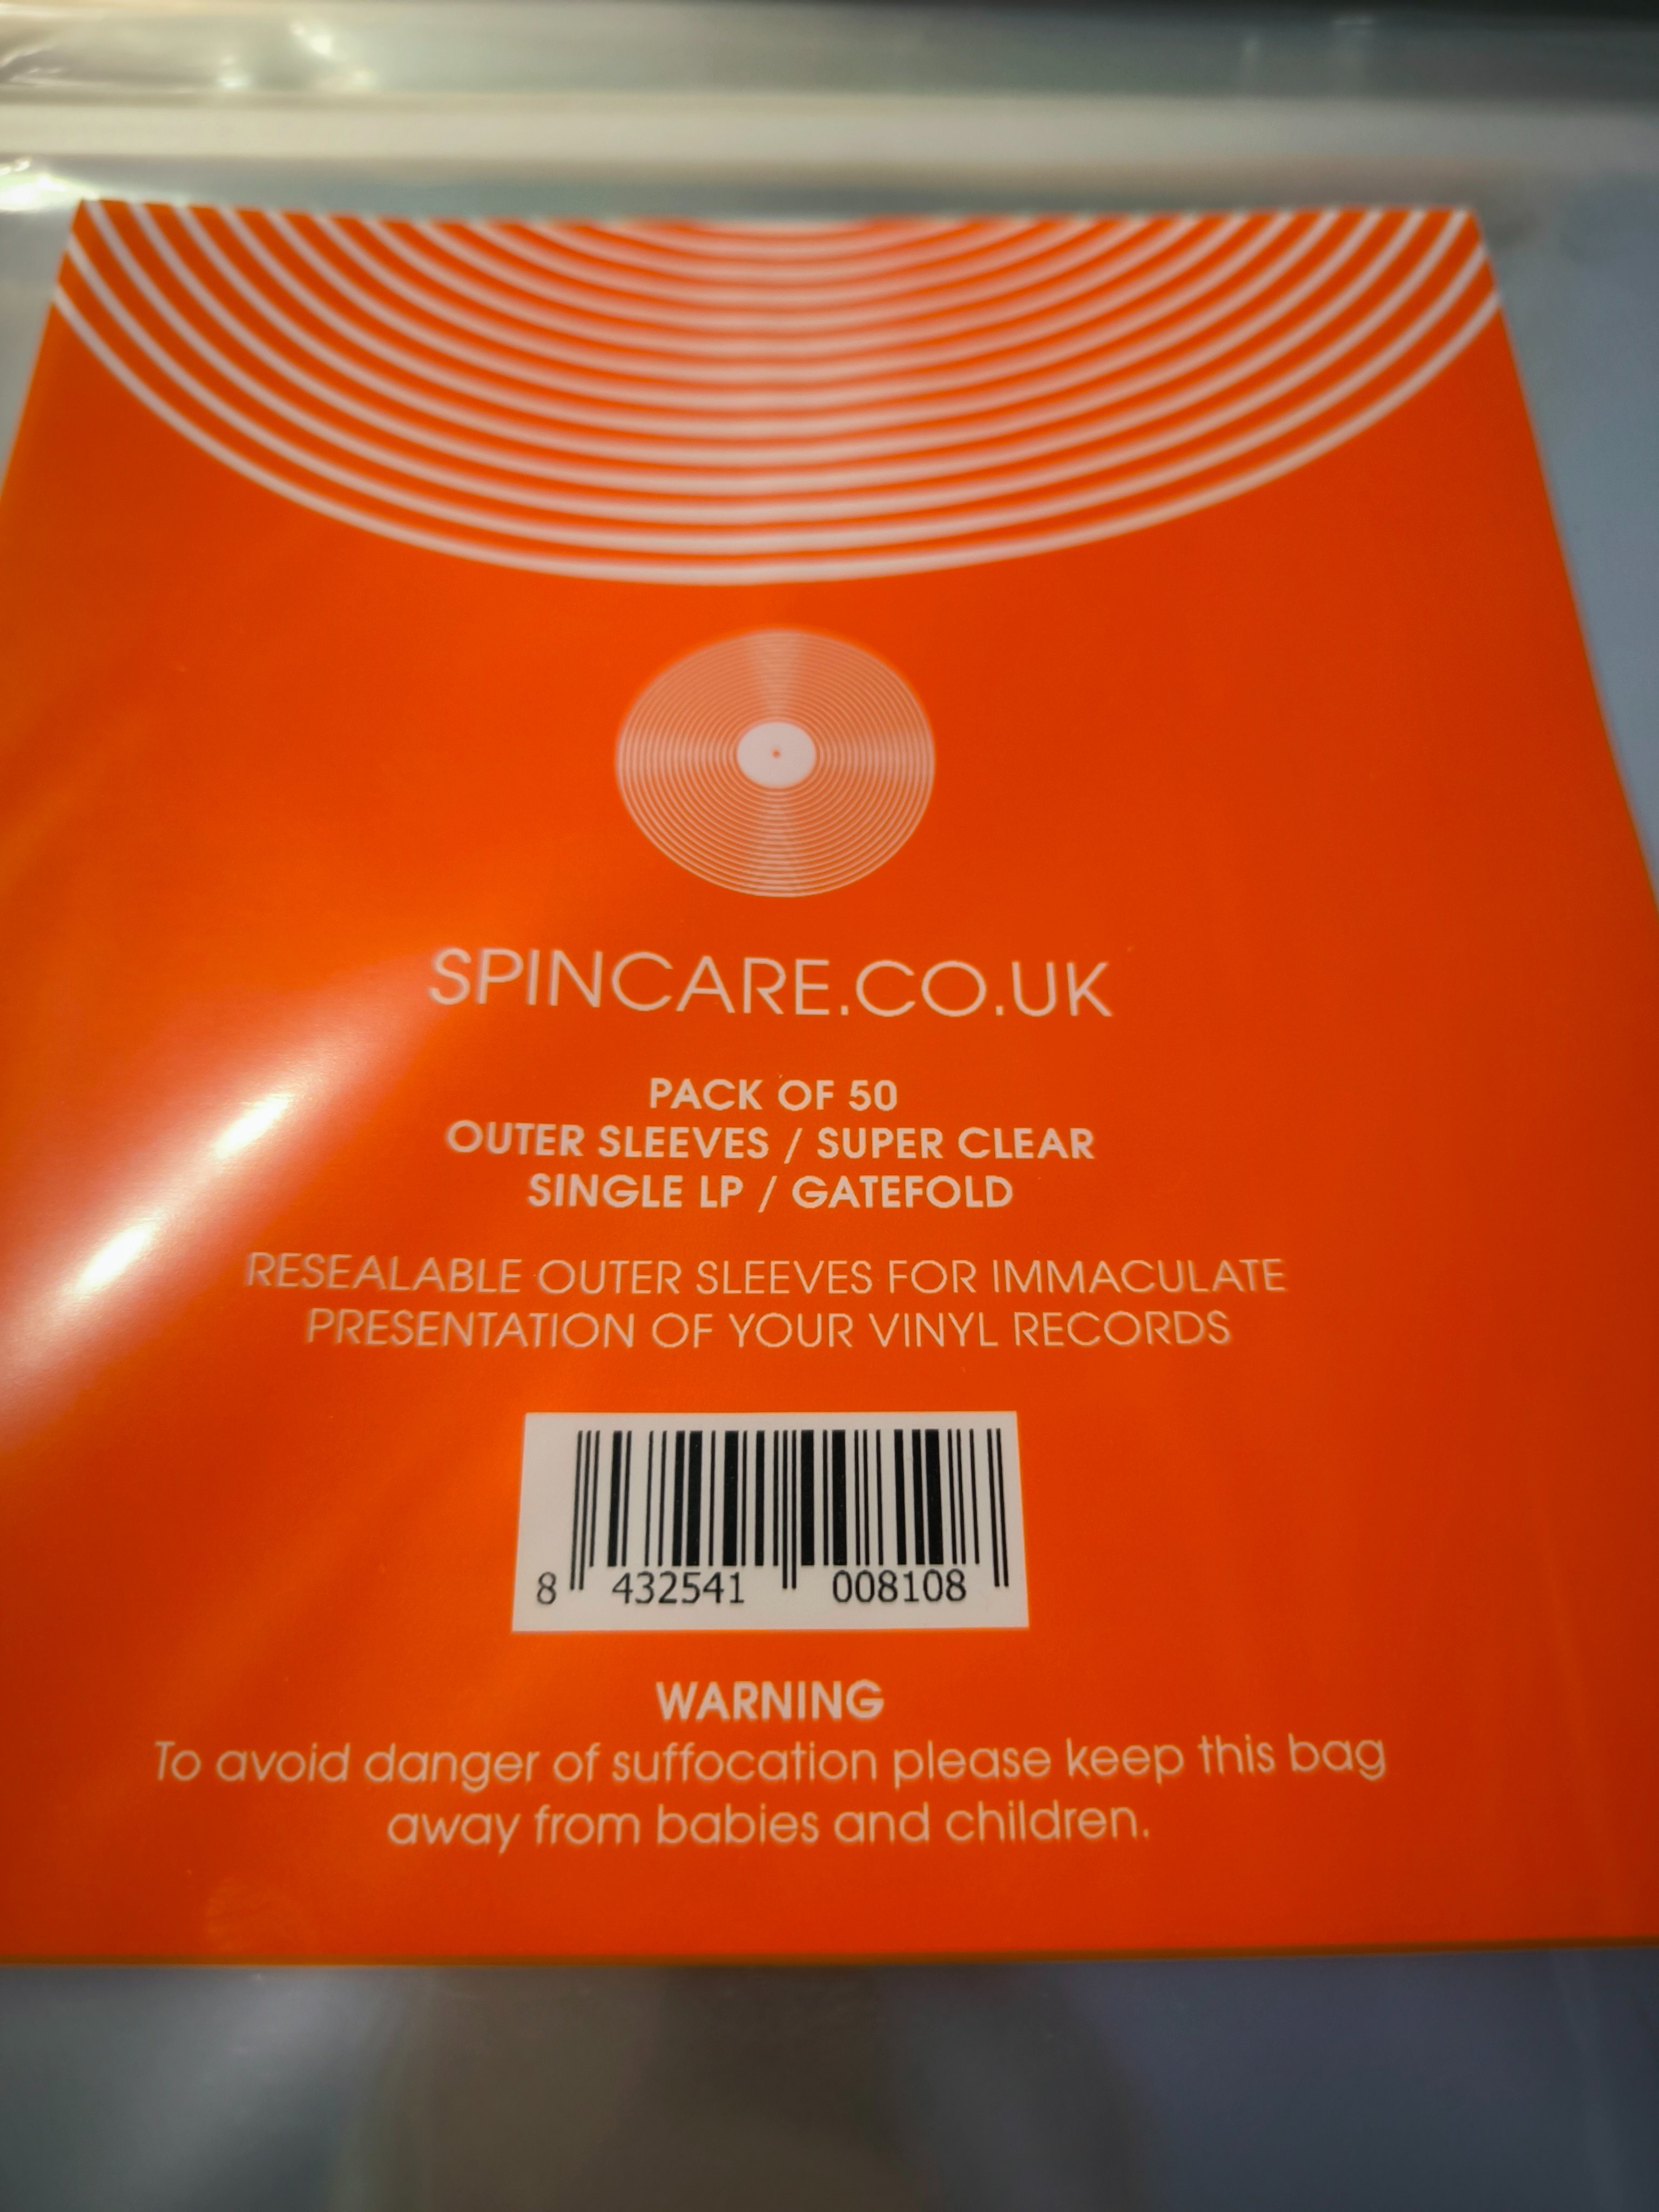 SPINCARE.CO.UK
PACK OF 50
OUTER SLEEVES / SUPER CLEAR
SINGLE LP / GATEFOLD
RESEALABLE OUTER SLEEVES FOR IMMACULATE
PRESENTATION OF YOUR VINYL RECORDS
8 432541 008108
WARNING
To avoid danger of suffocation please keep this bag
away from babies and children.